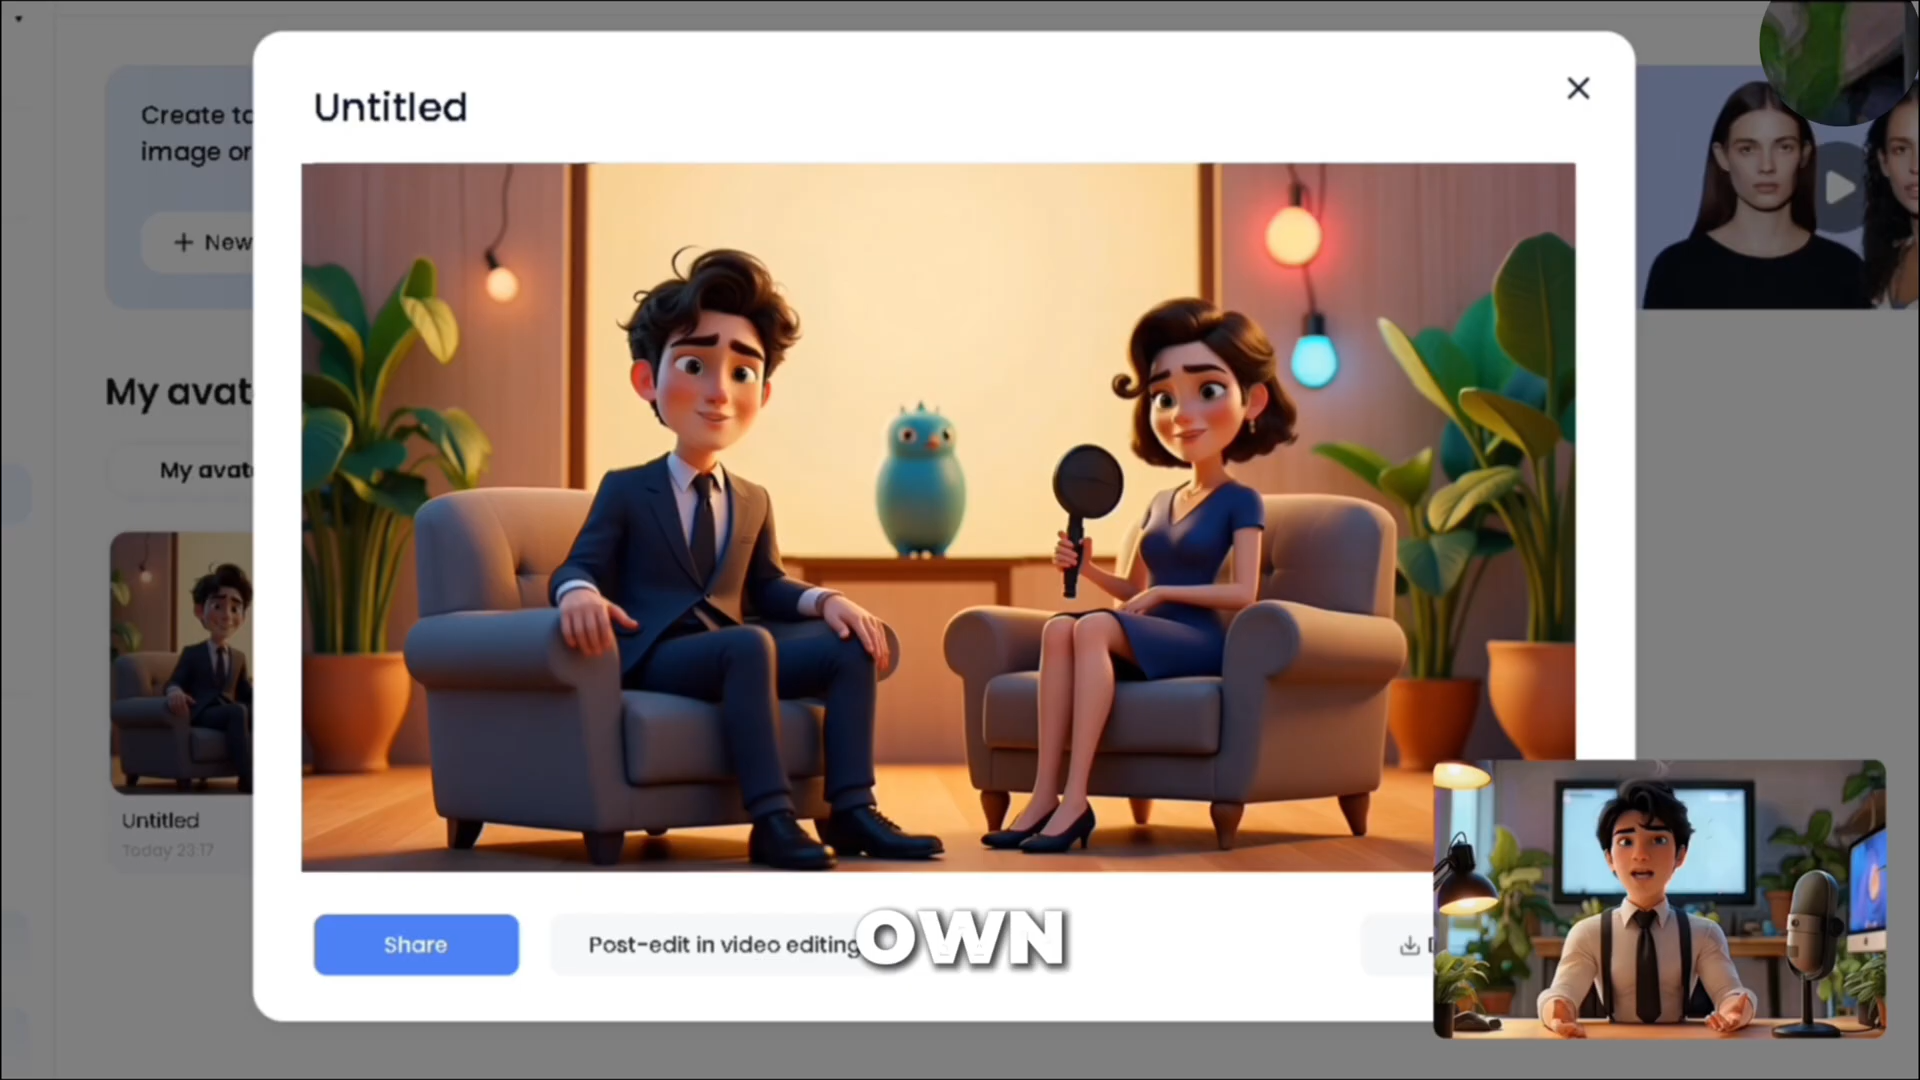 Untitled
Create to
image or
+ New
My avat
My avat
Untitled
Today 23:17
Share
Post-edit in video editing
OWN